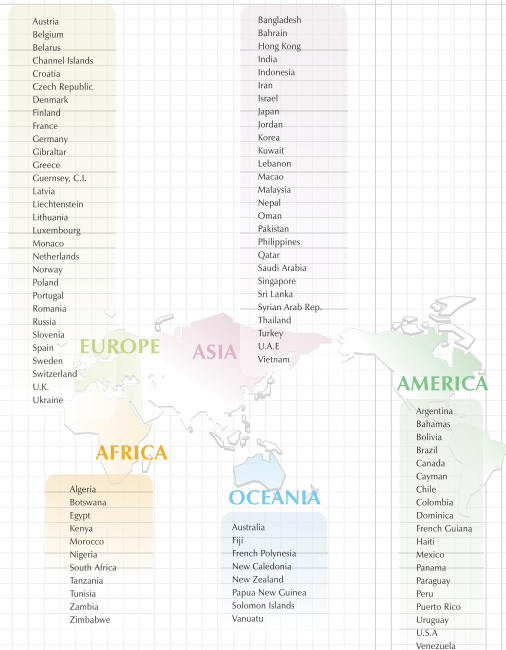 Austria
Belgium
Belarus
Channel Islands
Croatia
Czech Republic
Denmark
Finland
France
Germany
Gibraltar
Greece
Guernsey, C.I.
Latvia
Liechtenstein
Lithuania
Luxembourg
Monaco
Netherlands
Norway
Poland
Portugal
Romania
Russia
Slovenia
Spain
Sweden
Switzerland
U.K.
Ukraine
EUROPE
Bangladesh
Bahrain
Hong Kong
India
Indonesia
Iran
Israel
Japan
Jordan
Korea
Kuwait
Lebanon
Macao
Malaysia
Nepal
Oman
Pakistan
Philippines
Qatar
Saudi Arabia
Singapore
Sri Lanka
Syrian Arab Rep.
Thailand
Turkey
U.A.E
Vietnam
ASIA
AFRICA
Algeria
Botswana
Egypt
Kenya
Morocco
Nigeria
South Africa
Tanzania
Tunisia
Zambia
Zimbabwe
OCEANIA
Australia
Fiji
French Polynesia
New Caledonia
New Zealand
Papua New Guinea
Solomon Islands
Vanuatu
AMERICA
Argentina
Bahamas
Bolivia
Brazil
Canada
Cayman
Chile
Colombia
Dominica
French Guiana
Haiti
Mexico
Panama
Paraguay
Peru
Puerto Rico
Uruguay
U.S.A
Venezuela